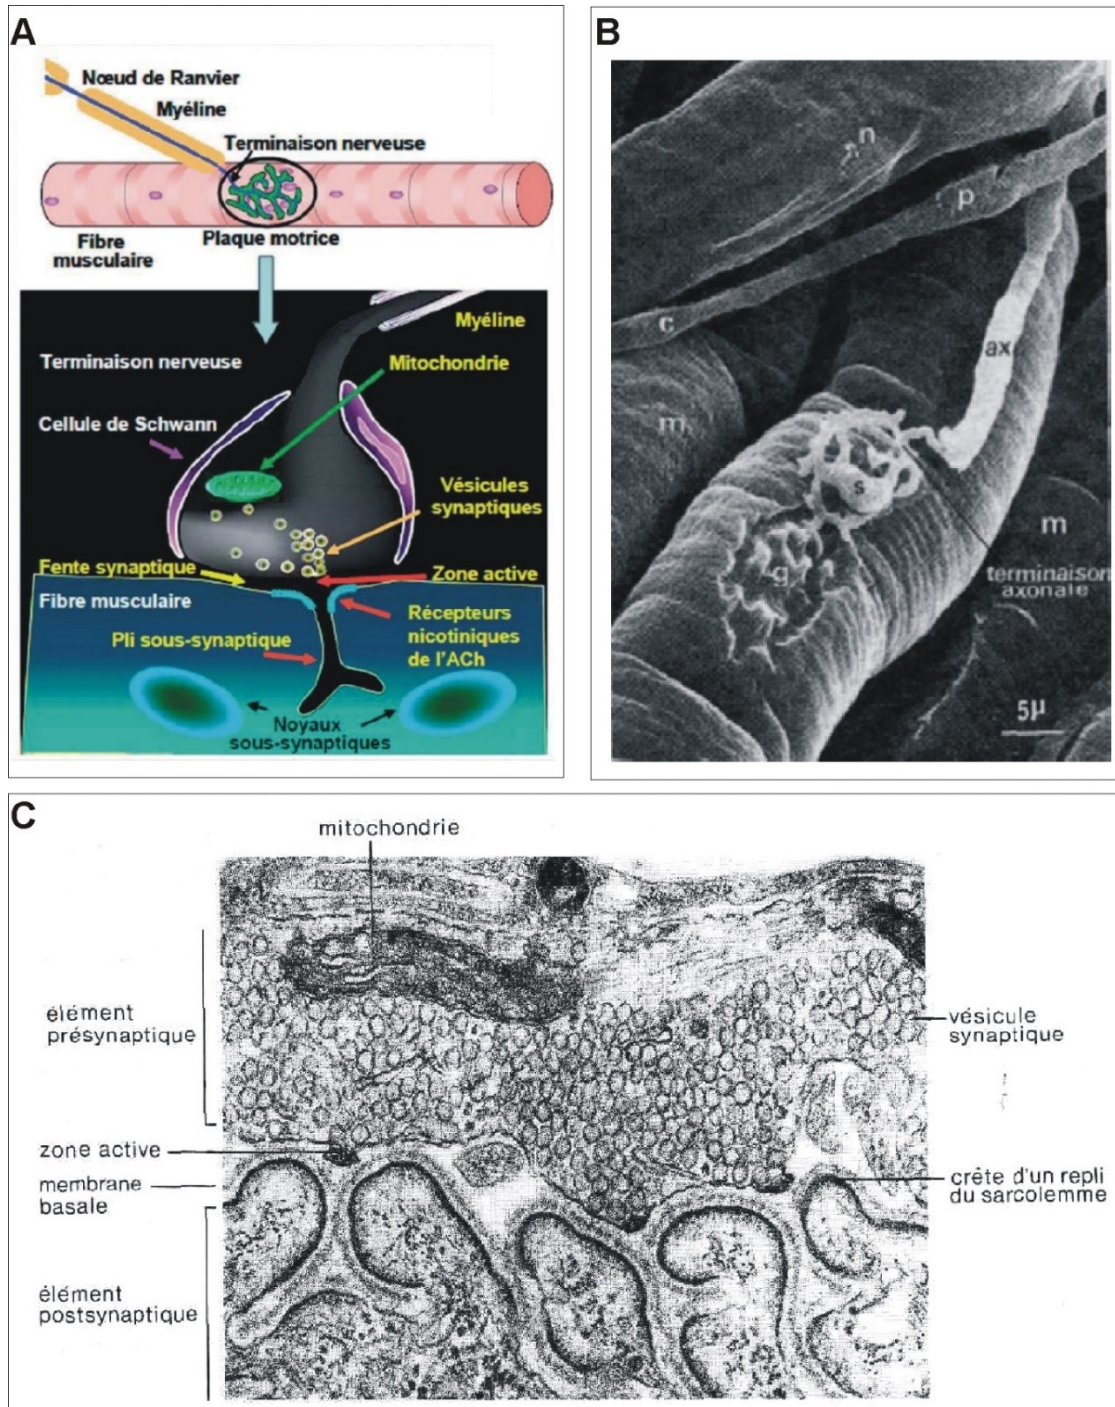 A
Nœud de Ranvier
Myéline
Terminaison nerveuse
Fibre
musculaire
Plaque motrice
Myéline
Terminaison nerveuse
Mitochondrie
Cellule de Schwann
Vésicules
synaptiques
Fente synaptique
Zone active
Fibre musculaire
Récepteurs
nicotiniques
de l'ACh
Pli sous-synaptique
Noyaux
sous-synaptiques
B
n
p
c
ax
m
s
g
m
terminaison
axonale
5µ
C
mitochondrie
élément
présynaptique
vésicule
synaptique
zone active
membrane
basale
crête d'un repli
du sarcolemme
élément
postsynaptique